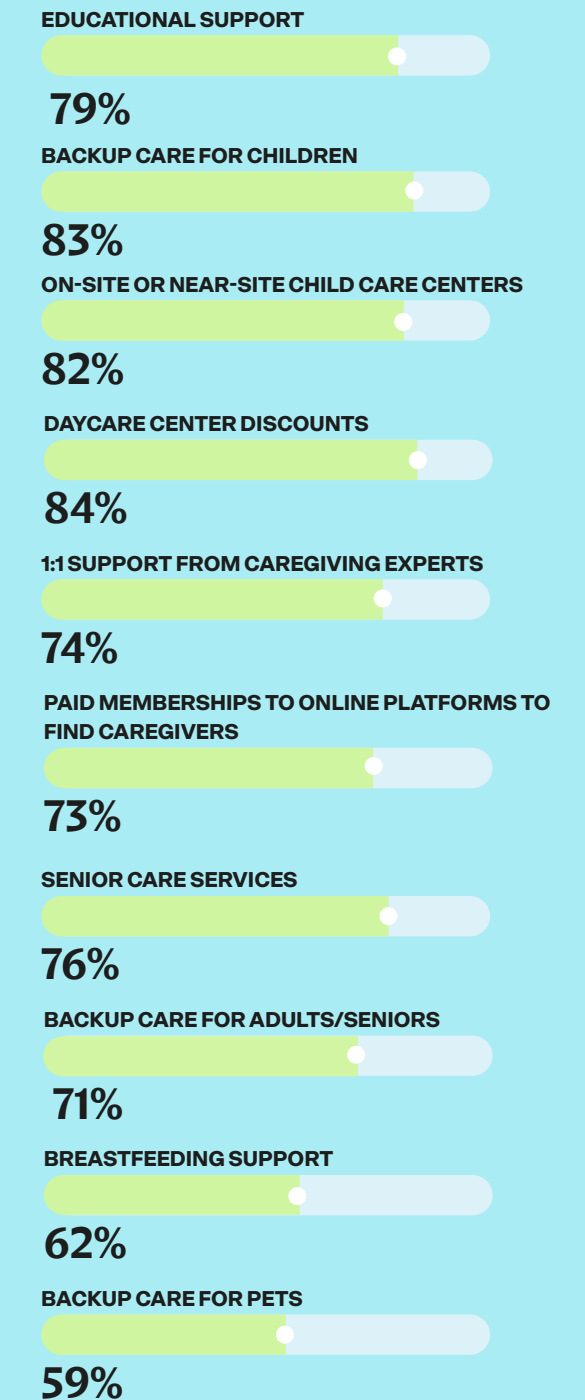 EDUCATIONAL SUPPORT
79%
BACKUP CARE FOR CHILDREN
83%
ON-SITE OR NEAR-SITE CHILD CARE CENTERS
82%
DAYCARE CENTER DISCOUNTS
84%
1:1 SUPPORT FROM CAREGIVING EXPERTS
74%
PAID MEMBERSHIPS TO ONLINE PLATFORMS TO
FIND CAREGIVERS
73%
SENIOR CARE SERVICES
76%
BACKUP CARE FOR ADULTS/SENIORS
71%
BREASTFEEDING SUPPORT
62%
BACKUP CARE FOR PETS
59%